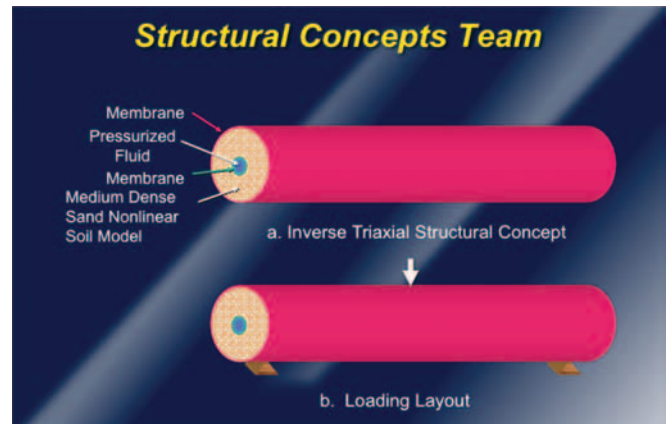 Structural Concepts Team
Membrane
Pressurized
Fluid
Membrane
Medium Dense
Sand Nonlinear
Soil Model
a. Inverse Triaxial Structural Concept
b. Loading Layout